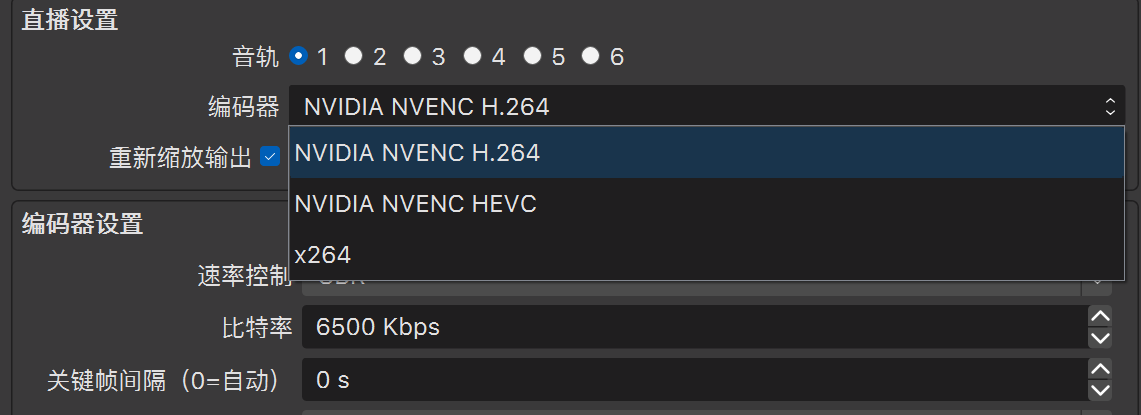 直播设置
音轨 1 2 3 4 5 6
编码器 NVIDIA NVENC H.264
NVIDIA NVENC H.264
重新缩放输出
NVIDIA NVENC HEVC
编码器设置
x264
速率控制
比特率 6500 Kbps
关键帧间隔（0=自动） 0 s